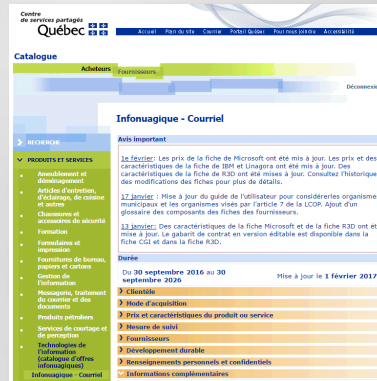 Centre
de services partagés
Québec
Accueil Plan du site Courrier Portail Québec Pour nous joindre Accessibilité
Catalogue
Acheteurs Fournisseurs
Déconnexio
Infonuagique - Courriel
RECHERCHE
PRODUITS ET SERVICES
Ameublement et
déménagement
Articles d'entretien,
d'éclairage, de cuisine
et autres
Chaussures et
accessoires de sécurité
Formation
Formulaires et
impression
Fournitures de bureau,
papiers et cartons
Gestion de
l'information
Messagerie, traitement
du courrier et des
documents
Produits pétroliers
Services de courtage et
de perception
Technologies de
l'information
(catalogue d'offres
infonuagiques)
Infonuagique - Courriel
Avis important
1e février: Les prix de la fiche de Microsoft ont été mis à jour. Les prix et des
caractéristiques de la fiche de IBM et Linagora ont été mis à jour. Des
caractéristiques de la fiche de R3D ont été mises à jour. Consultez l'historique
des modifications des fiches pour plus de détails.
17 janvier : Mise à jour du guide de l'utilisateur pour considérerles organisme
municipaux et les organismes visés par l'article 7 de la LCOP. Ajout d'un
glossaire des composants des fiches des fournisseurs.
13 janvier: Des caractéristiques de la fiche Microsoft et de la fiche R3D ont ét
mise à jour. Le gabarit de contrat en version éditable est disponible dans la
fiche CGI et dans la fiche R3D.
Durée
Du 30 septembre 2016 au 30
septembre 2026
Mise à jour le 1 février 2017
Clientèle
Mode d'acquisition
Prix et caractéristiques du produit ou service
Mesure de suivi
Fournisseurs
Développement durable
Renseignements personnels et confidentiels
Informations complémentaires